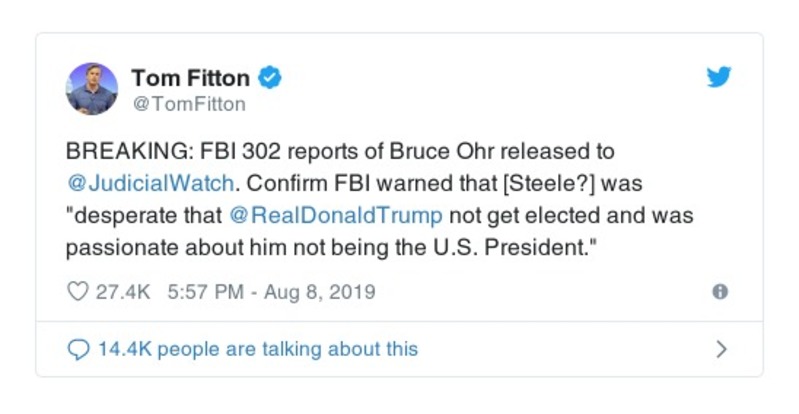 Tom Fitton
@TomFitton
BREAKING: FBI 302 reports of Bruce Ohr released to
@JudicialWatch. Confirm FBI warned that [Steele?] was
"desperate that @RealDonaldTrump not get elected and was
passionate about him not being the U.S. President."
27.4K 5:57 PM - Aug 8, 2019
14.4K people are talking about this